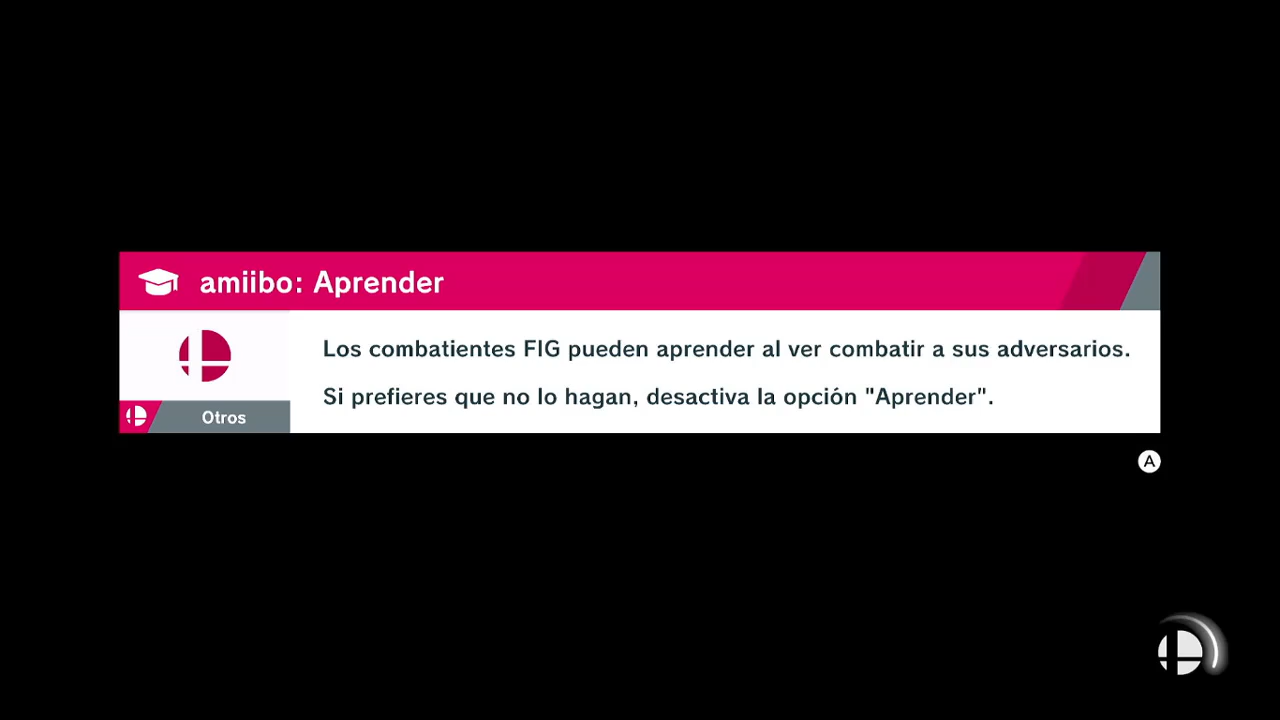 amiibo: Aprender
Los combatientes FIG pueden aprender al ver combatir a sus adversarios.
Si prefieres que no lo hagan, desactiva la opción "Aprender".
Otros
A